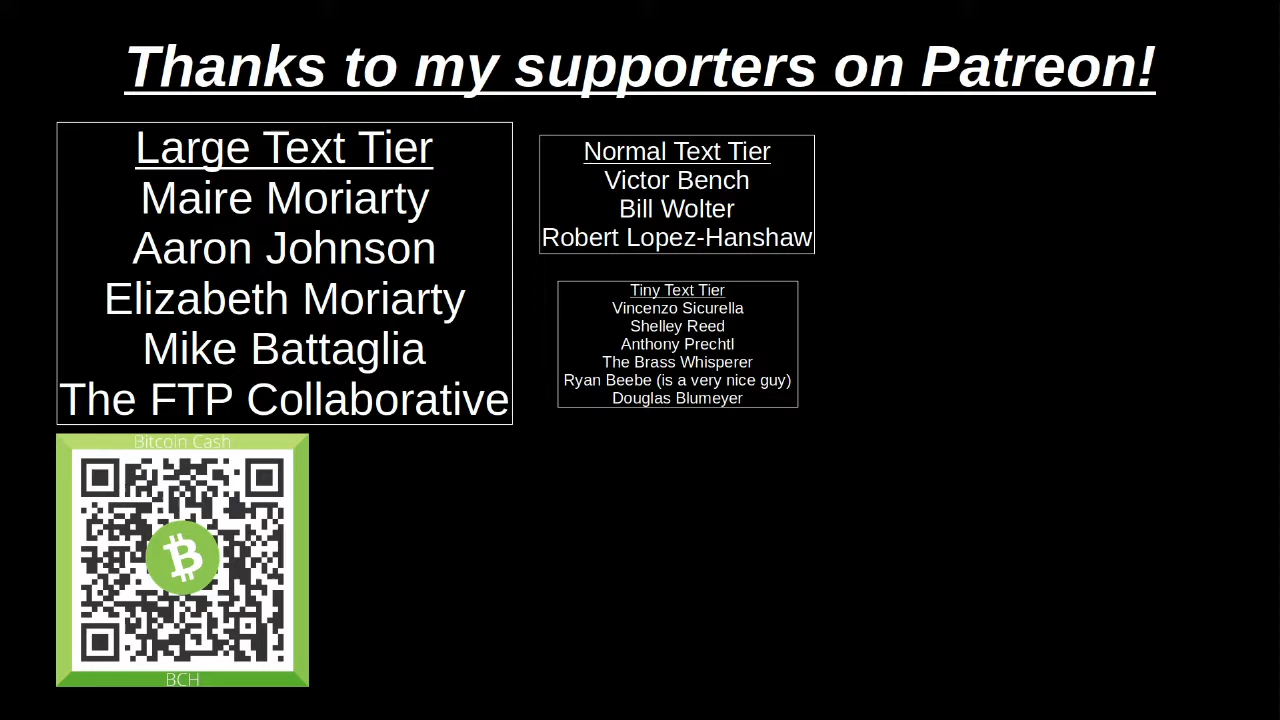 Thanks to my supporters on Patreon!
Large Text Tier
Maire Moriarty
Aaron Johnson
Elizabeth Moriarty
Mike Battaglia
The FTP Collaborative
Normal Text Tier
Victor Bench
Bill Wolter
Robert Lopez-Hanshaw
Tiny Text Tier
Vincenzo Sicurella
Shelley Reed
Anthony Prechtl
The Brass Whisperer
Ryan Beebe (is a very nice guy)
Douglas Blumeyer
Bitcoin Cash
BCH